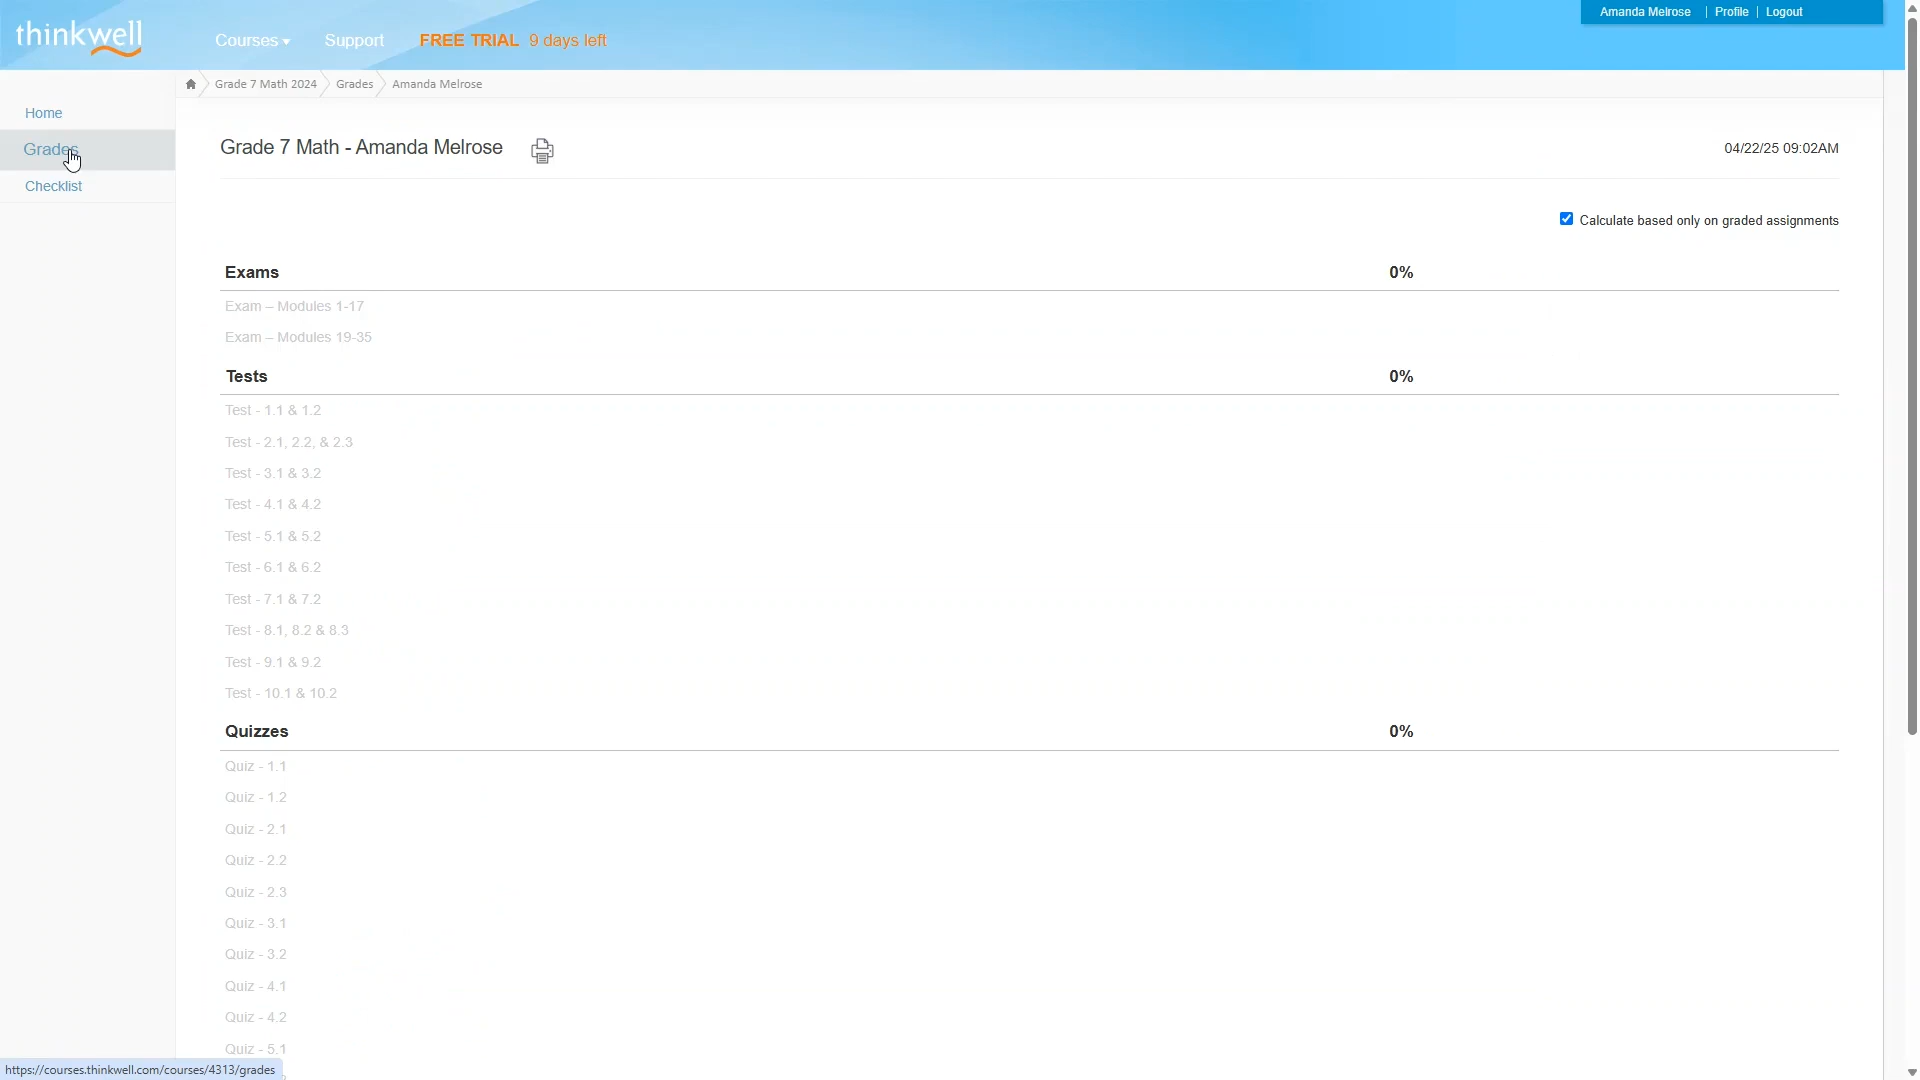 thinkwell
Courses
Support
FREE TRIAL 9 days left
Amanda Melrose | Profile | Logout
Grade 7 Math 2024
Grades
Amanda Melrose
Home
Grades
Checklist
Grade 7 Math - Amanda Melrose
04/22/25 09:02AM
Calculate based only on graded assignments
Exams 0%
Exam – Modules 1-17
Exam – Modules 19-35
Tests 0%
Test - 1.1 & 1.2
Test - 2.1, 2.2, & 2.3
Test - 3.1 & 3.2
Test - 4.1 & 4.2
Test - 5.1 & 5.2
Test - 6.1 & 6.2
Test - 7.1 & 7.2
Test - 8.1, 8.2 & 8.3
Test - 9.1 & 9.2
Test - 10.1 & 10.2
Quizzes 0%
Quiz - 1.1
Quiz - 1.2
Quiz - 2.1
Quiz - 2.2
Quiz - 2.3
Quiz - 3.1
Quiz - 3.2
Quiz - 4.1
Quiz - 4.2
Quiz - 5.1
https://courses.thinkwell.com/courses/4313/grades